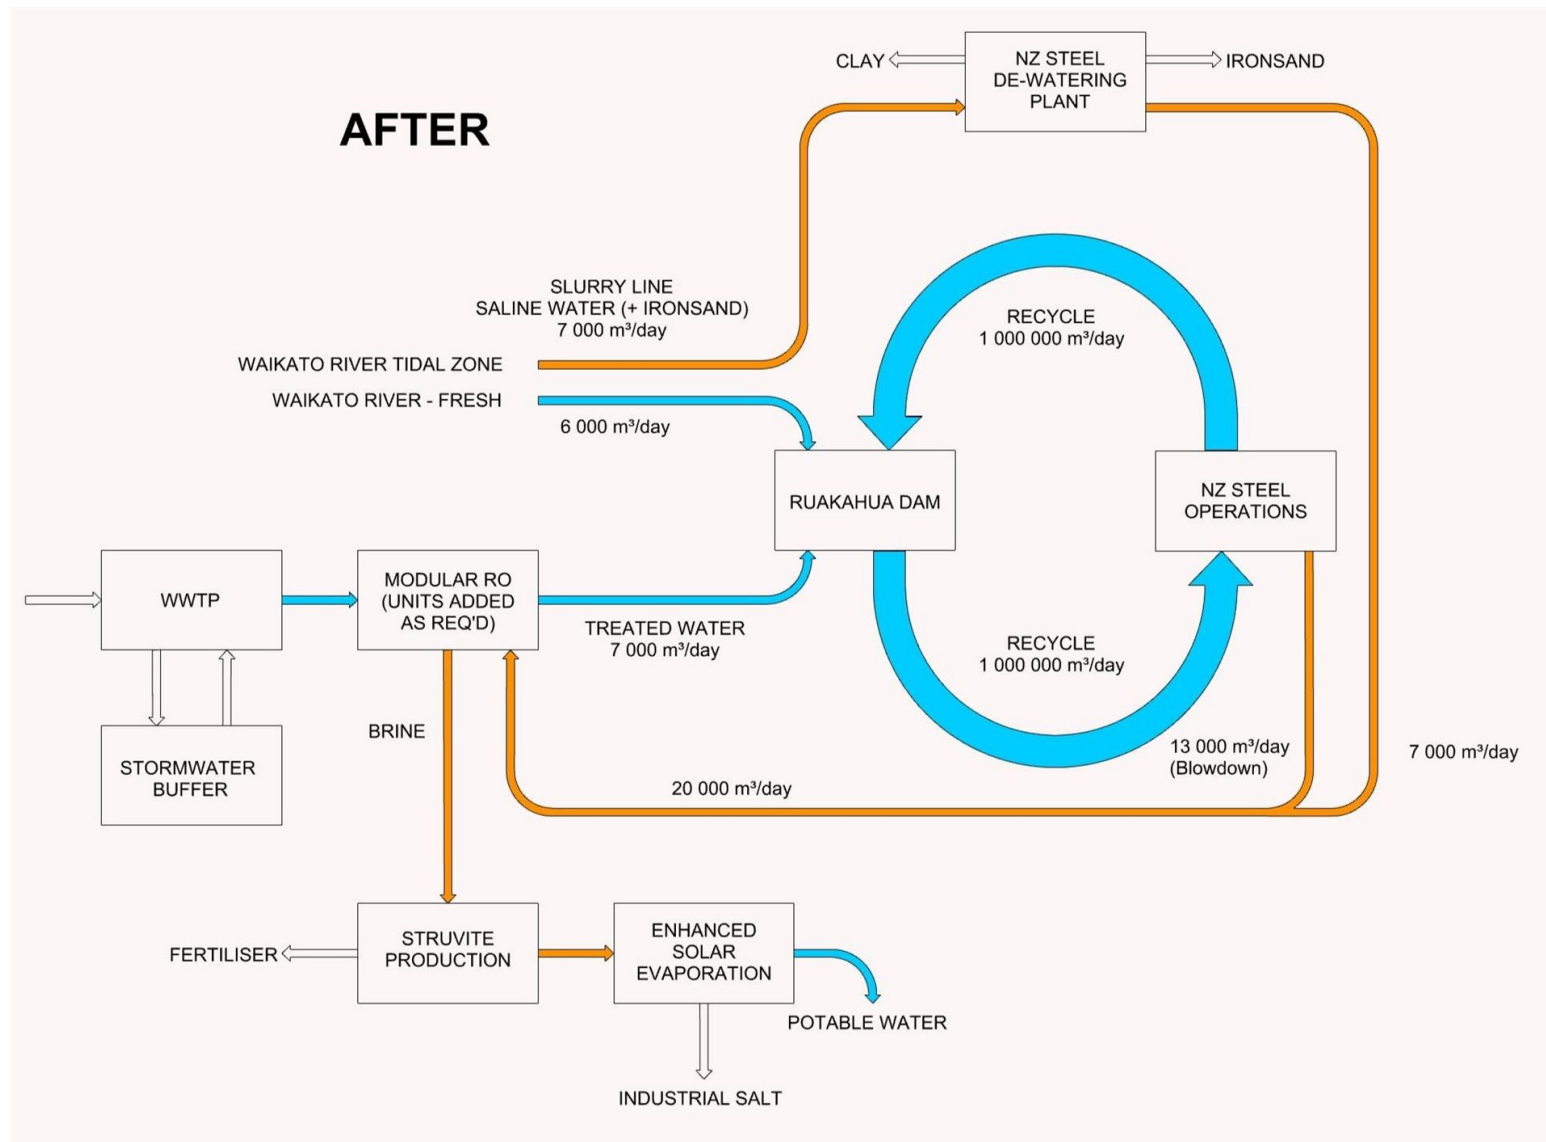 CLAY
NZ STEEL
DE-WATERING
PLANT
IRONSAND
AFTER
SLURRY LINE
SALINE WATER (+ IRONSAND)
7 000 m³/day
WAIKATO RIVER TIDAL ZONE
WAIKATO RIVER - FRESH
6 000 m³/day
RECYCLE
1 000 000 m³/day
RUAKAHUA DAM
NZ STEEL
OPERATIONS
WWTP
MODULAR RO
(UNITS ADDED
AS REQ'D)
TREATED WATER
7 000 m³/day
RECYCLE
1 000 000 m³/day
BRINE
STORMWATER
BUFFER
20 000 m³/day
13 000 m³/day
(Blowdown)
7 000 m³/day
FERTILISER
STRUVITE
PRODUCTION
ENHANCED
SOLAR
EVAPORATION
POTABLE WATER
INDUSTRIAL SALT